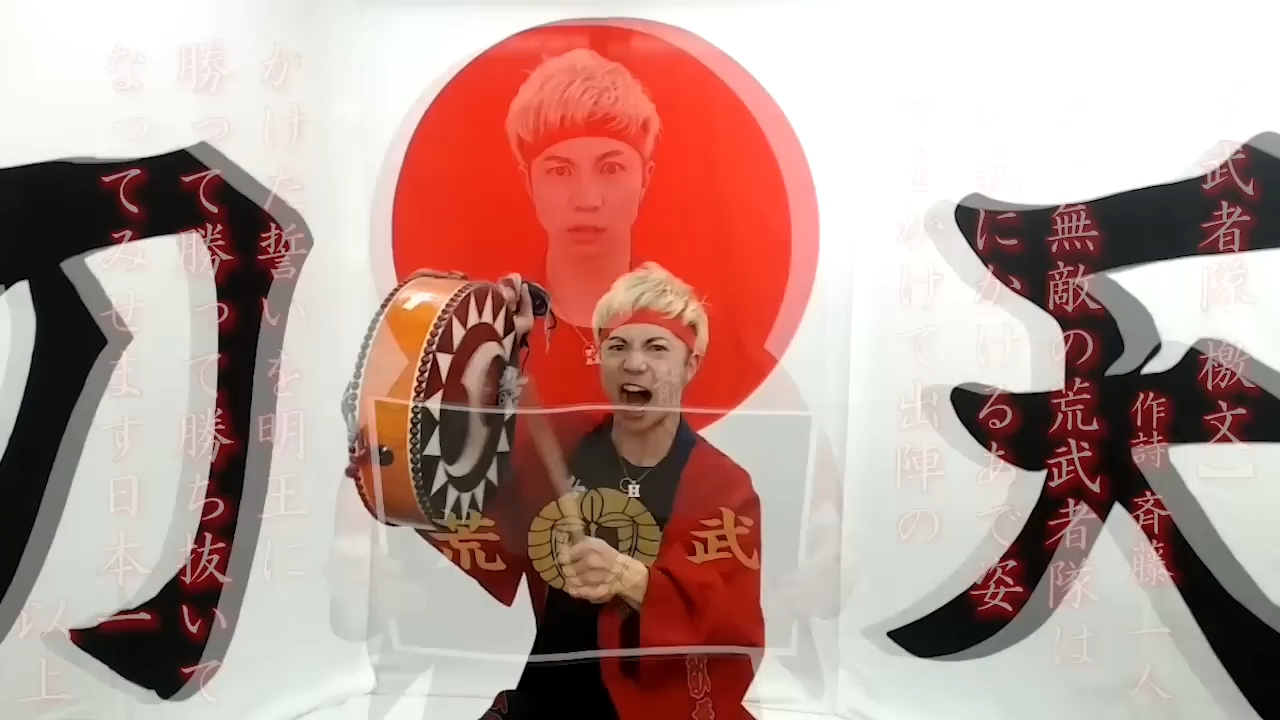 武者隊 檄文】
作詩 斉藤一人
無敵の荒武者隊は
にかけるあで姿
かけて出陣の
天
荒
武
H
刀
かけた誓いを明王に
勝って勝って勝ち抜いて
なってみせます日本一
以上